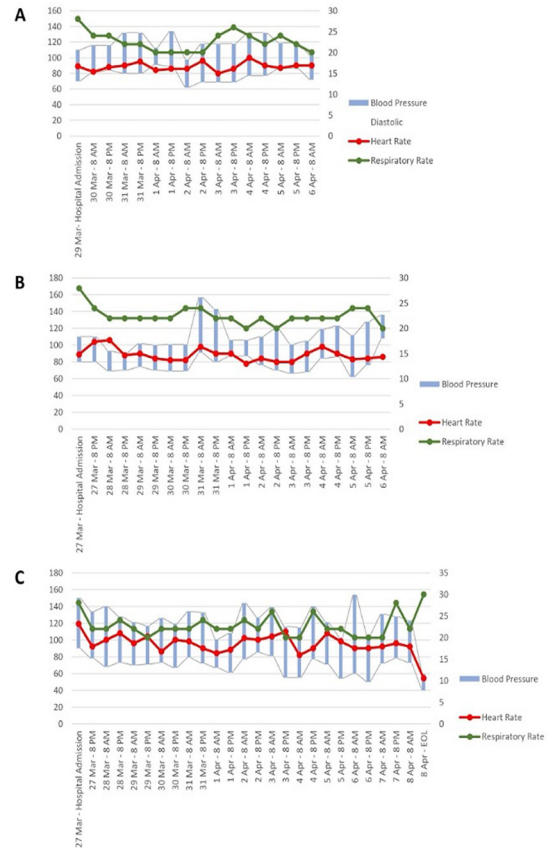 A
160
140
120
100
80
60
40
20
0
30
25
20
15
10
5
0
29 Mar- Hospital Admission
30 Mar - 8 AM
30 Mar - 8 PM
31 Mar - 8 AM
31 Mar - 8 PM
1 Apr - 8 AM
1 Apr - 8 PM
2 Apr - 8 AM
2 Apr - 8 PM
3 Apr - 8 AM
3 Apr - 8 PM
4 Apr - 8 AM
4 Apr - 8 PM
5 Apr - 8 AM
5 Apr - 8 PM
6 Apr - 8 AM
Blood Pressure
Diastolic
Heart Rate
Respiratory Rate
B
180
160
140
120
100
80
60
40
20
0
30
25
20
15
10
5
0
27 Mar - Hospital Admission
27 Mar - 8 PM
28 Mar - 8 AM
28 Mar - 8 PM
29 Mar - 8 AM
29 Mar - 8 PM
30 Mar - 8 AM
30 Mar - 8 PM
31 Mar - 8 AM
31 Mar - 8 PM
1 Apr - 8 AM
1 Apr - 8 PM
2 Apr - 8 AM
2 Apr - 8 PM
3 Apr - 8 AM
3 Apr - 8 PM
4 Apr - 8 AM
4 Apr - 8 PM
5 Apr - 8 AM
5 Apr - 8 PM
6 Apr - 8 AM
Blood Pressure
Heart Rate
Respiratory Rate
C
180
160
140
120
100
80
60
40
20
0
35
30
25
20
15
10
5
0
27 Mar - Hospital Admission
27 Mar - 8 PM
28 Mar - 8 AM
28 Mar - 8 PM
29 Mar - 8 AM
29 Mar - 8 PM
30 Mar - 8 AM
30 Mar - 8 PM
31 Mar - 8 AM
31 Mar - 8 PM
1 Apr - 8 AM
1 Apr - 8 PM
2 Apr - 8 AM
2 Apr - 8 PM
3 Apr - 8 AM
3 Apr - 8 PM
4 Apr - 8 AM
4 Apr - 8 PM
5 Apr - 8 AM
5 Apr - 8 PM
6 Apr - 8 AM
6 Apr - 8 PM
7 Apr - 8 AM
7 Apr - 8 PM
8 Apr - 8 AM
8 Apr - EOL
Blood Pressure
Heart Rate
Respiratory Rate